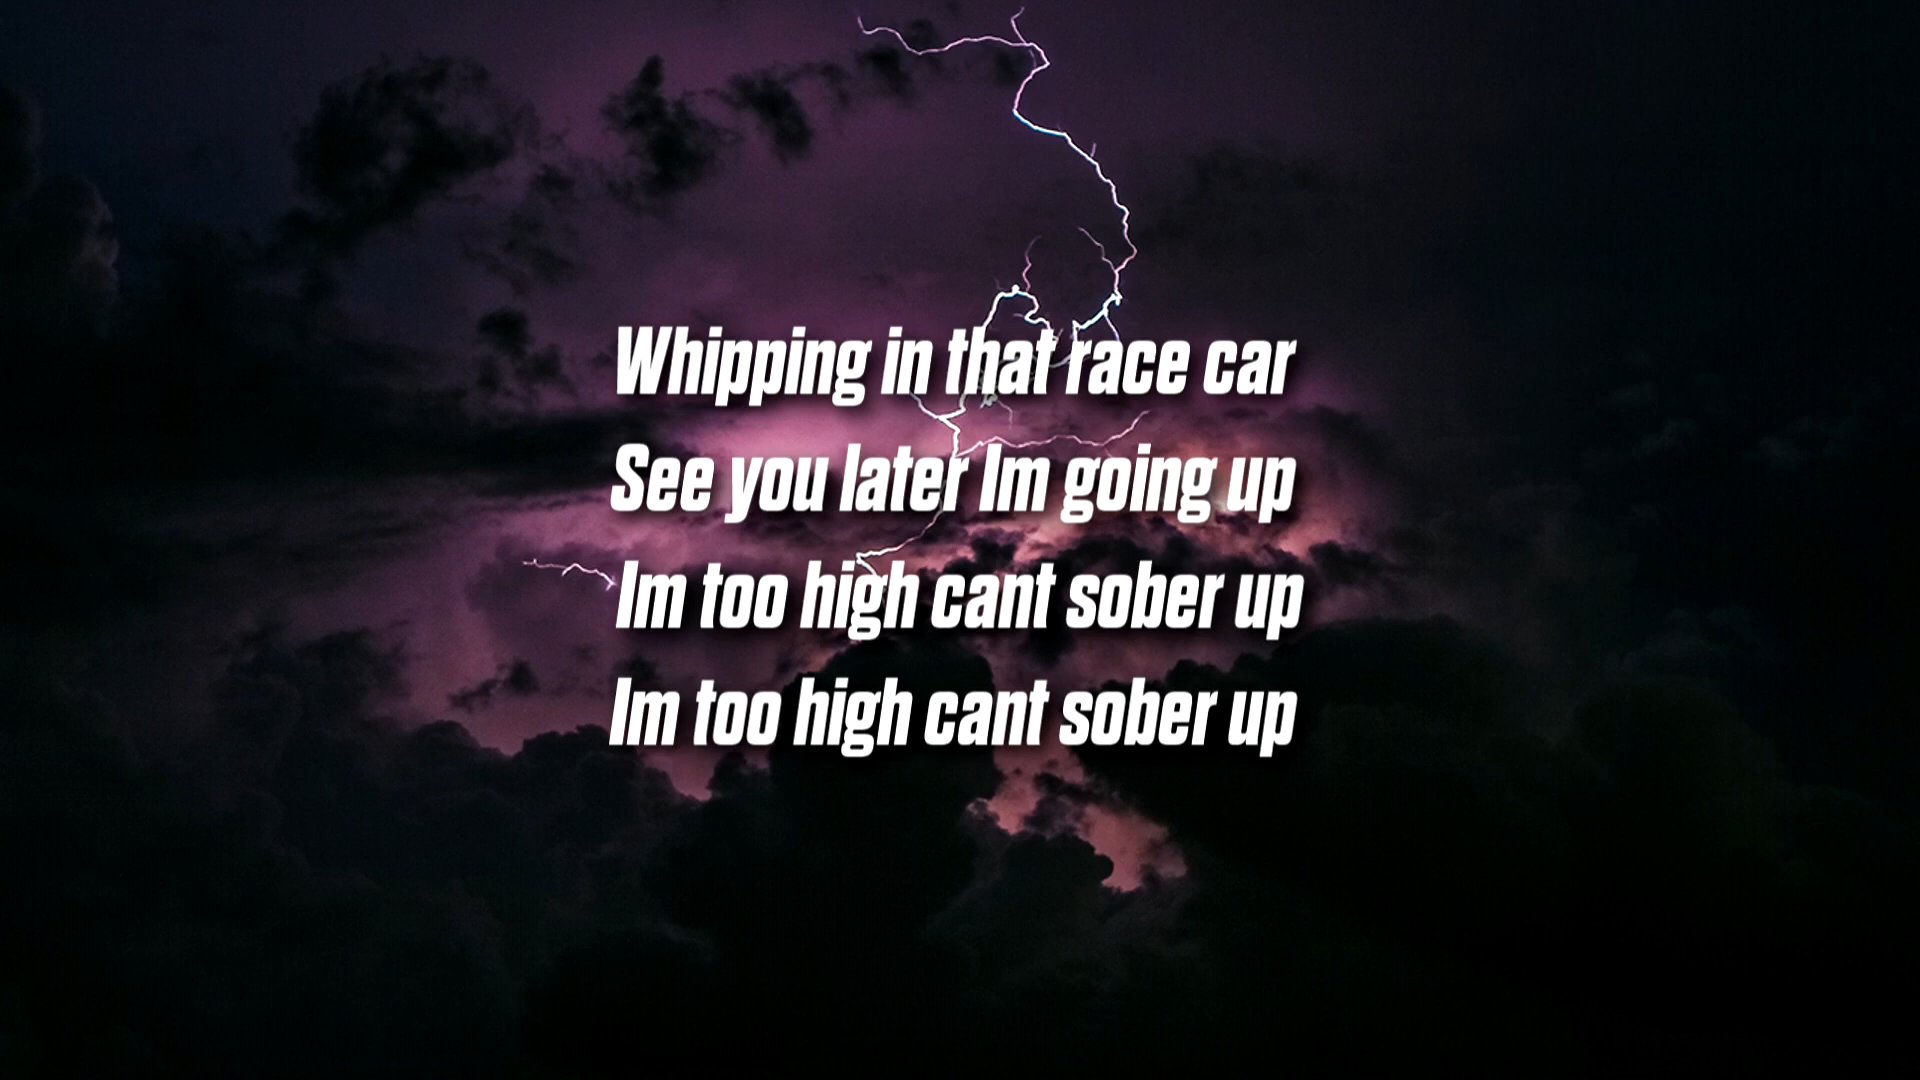 Whipping in that race car
See you later Im going up
Im too high cant sober up
Im too high cant sober up